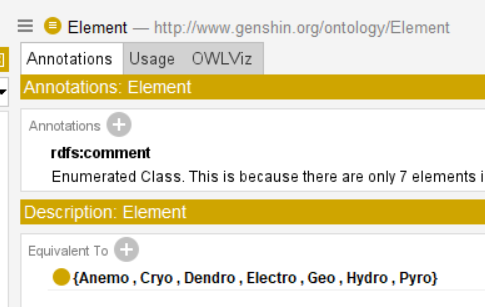 Element — http://www.genshin.org/ontology/Element
Annotations Usage OWLViz
Annotations: Element
Annotations
rdfs:comment
Enumerated Class. This is because there are only 7 elements i
Description: Element
Equivalent To
{Anemo , Cryo , Dendro , Electro , Geo , Hydro , Pyro}